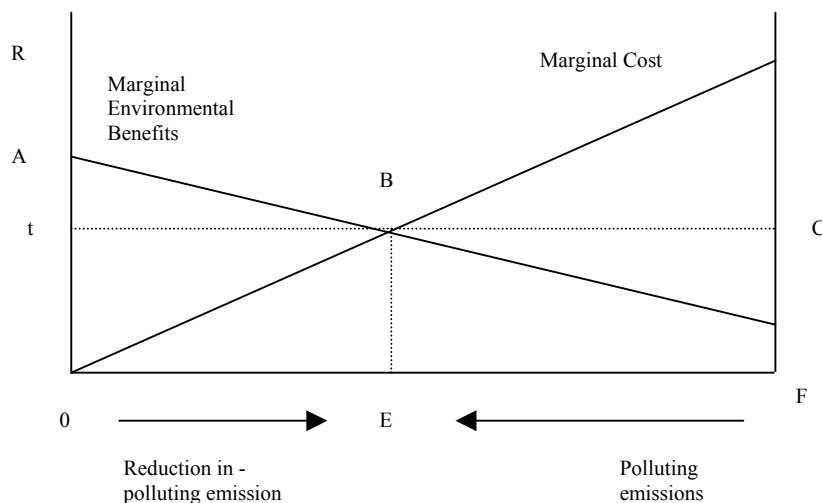 R
Marginal Cost
Marginal
Environmental
Benefits
A
B
t
C
F
0
E
Reduction in -
polluting emission
Polluting
emissions